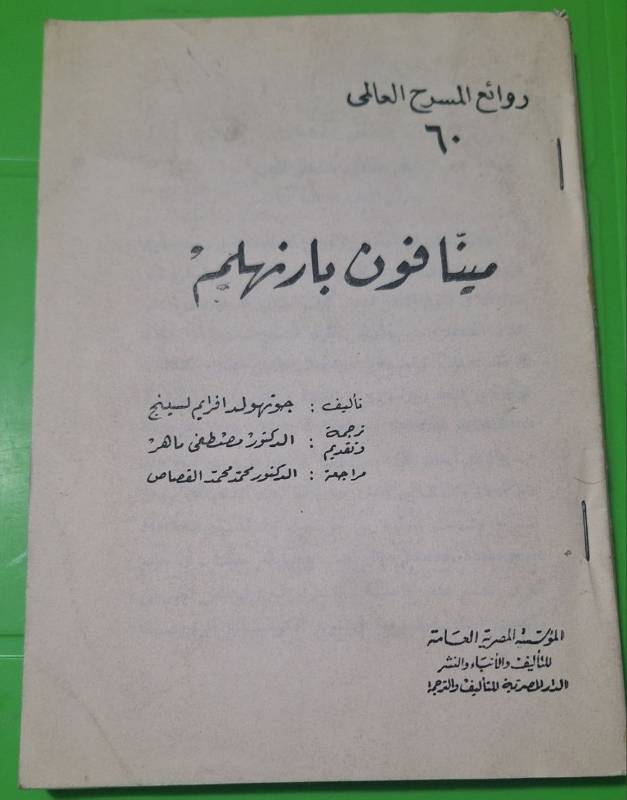 روائع المسرح العالمى
٦٠
مينّا فون بارنهلم
تأليف : جوتهولد افرايم لسينج
ترجمة وتقديم : الدكتور مصطفى ماهر
مراجعة : الدكتور محمد محمد القصاص
المؤسسة المصرية العامة
للتأليف والأنباء والنشر
الدار المصرية للتأليف والترجمة